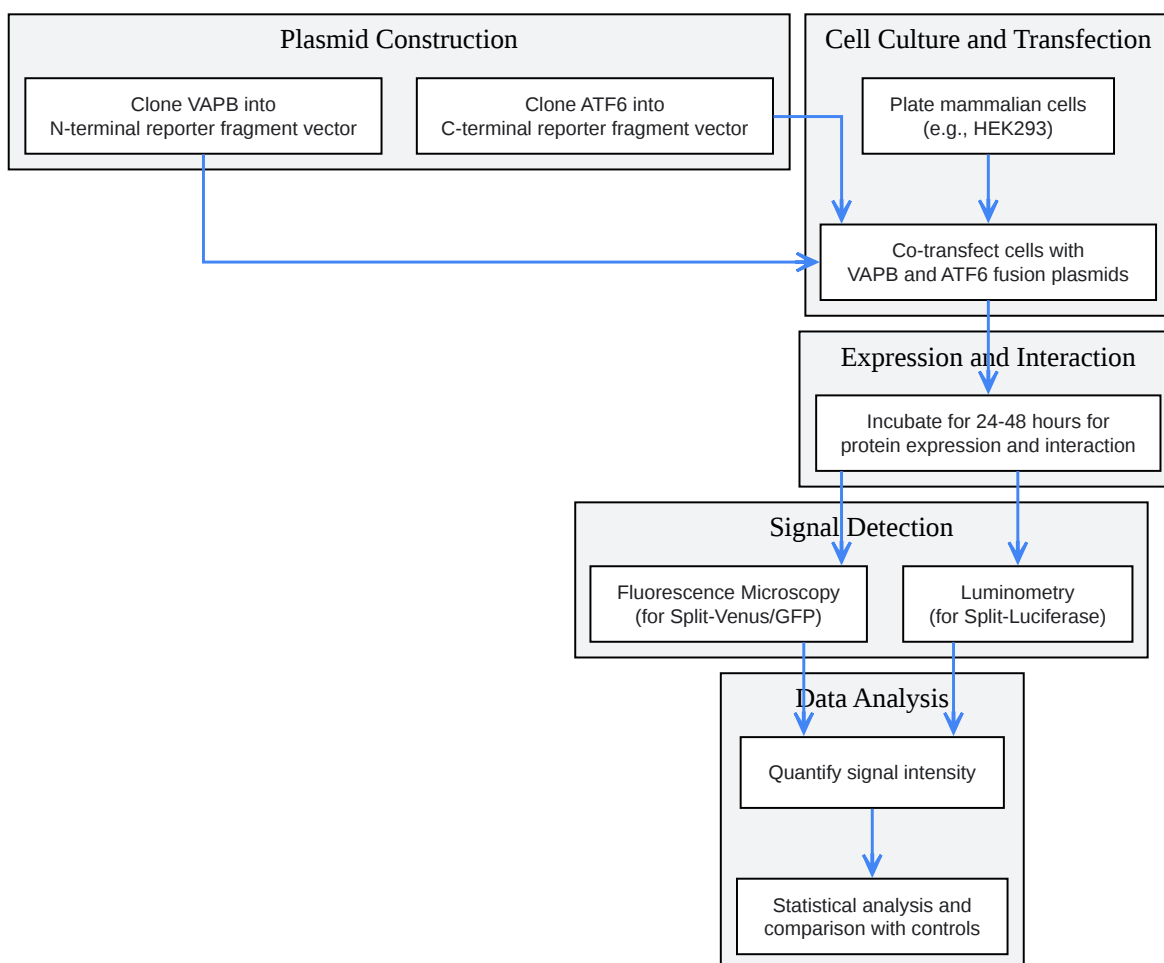 Plasmid Construction
Clone VAPB into
N-terminal reporter fragment vector
Clone ATF6 into
C-terminal reporter fragment vector
Cell Culture and Transfection
Plate mammalian cells
(e.g., HEK293)
Co-transfect cells with
VAPB and ATF6 fusion plasmids
Expression and Interaction
Incubate for 24-48 hours for
protein expression and interaction
Signal Detection
Fluorescence Microscopy
(for Split-Venus/GFP)
Luminometry
(for Split-Luciferase)
Data Analysis
Quantify signal intensity
Statistical analysis and
comparison with controls